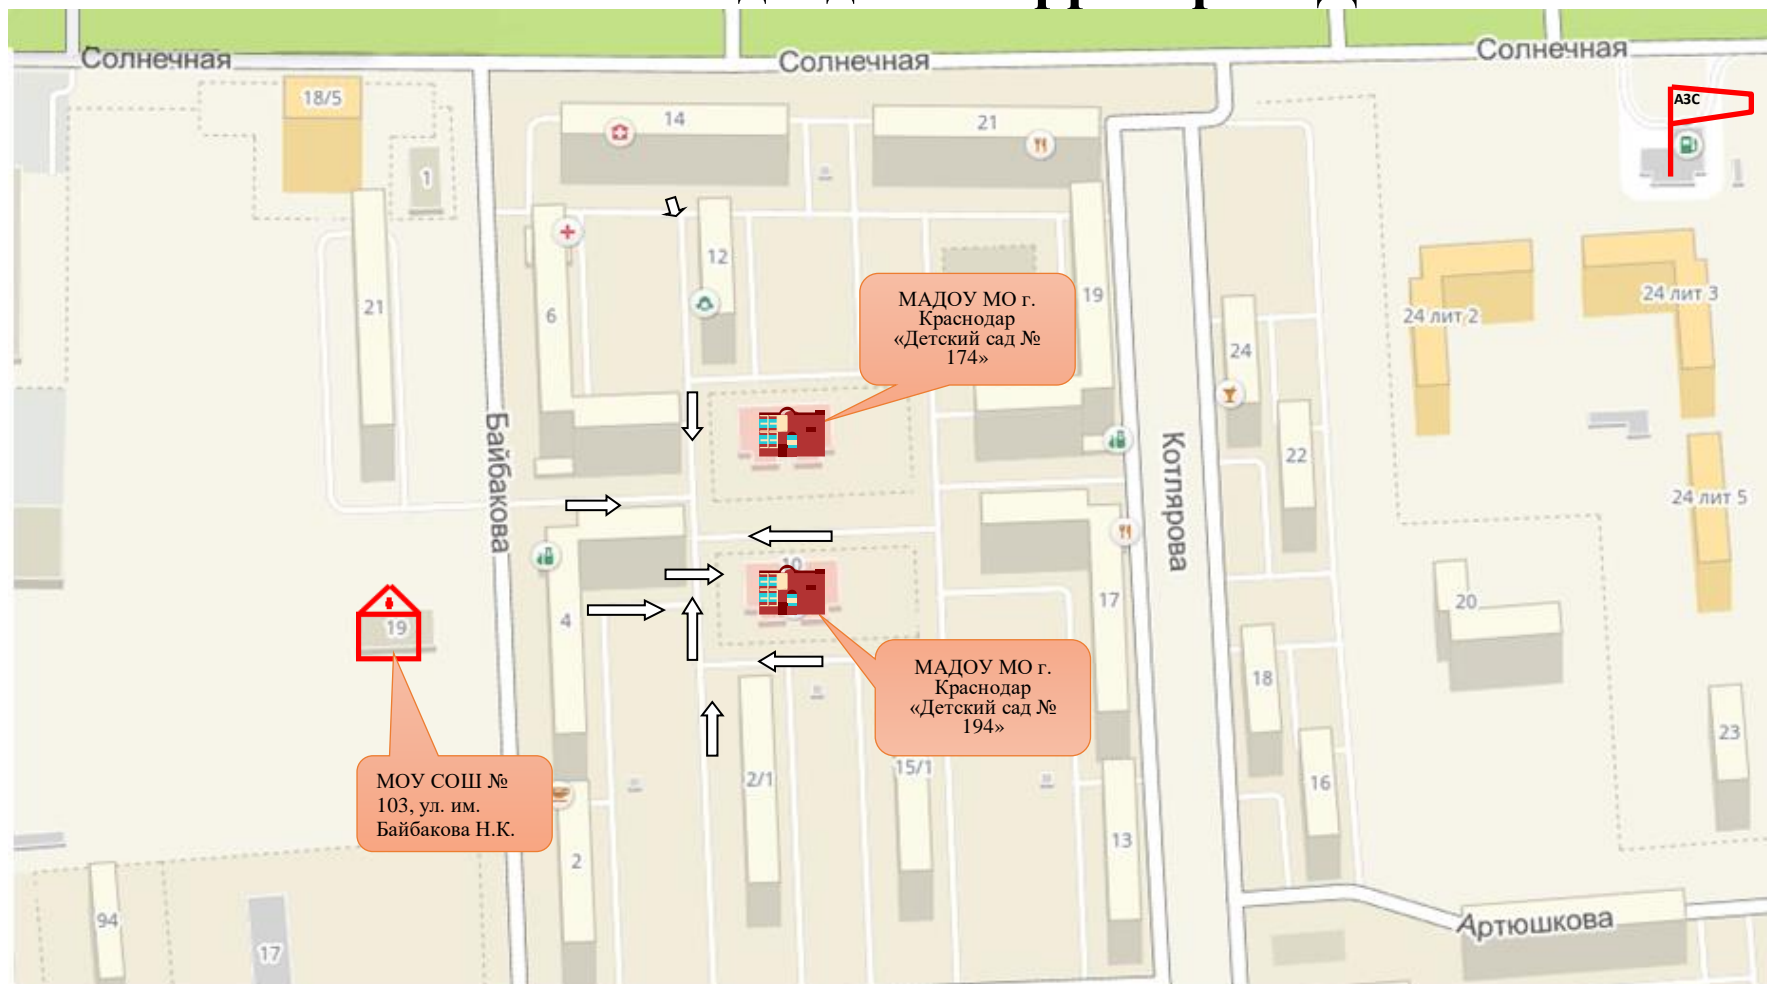 Солнечная
Солнечная
Солнечная
18/5
14
21
АЗС
1
12
6
21
19
МАДОУ МО г.
Краснодар
«Детский сад №
174»
24 лит 3
24 лит 2
24
Байбакова
Котлярова
22
24 лит 5
10
4
17
20
19
МАДОУ МО г.
Краснодар
«Детский сад №
194»
18
23
МОУ СОШ №
103, ул. им.
Байбакова Н.К.
2/1
15/1
16
13
2
94
17
Артюшкова